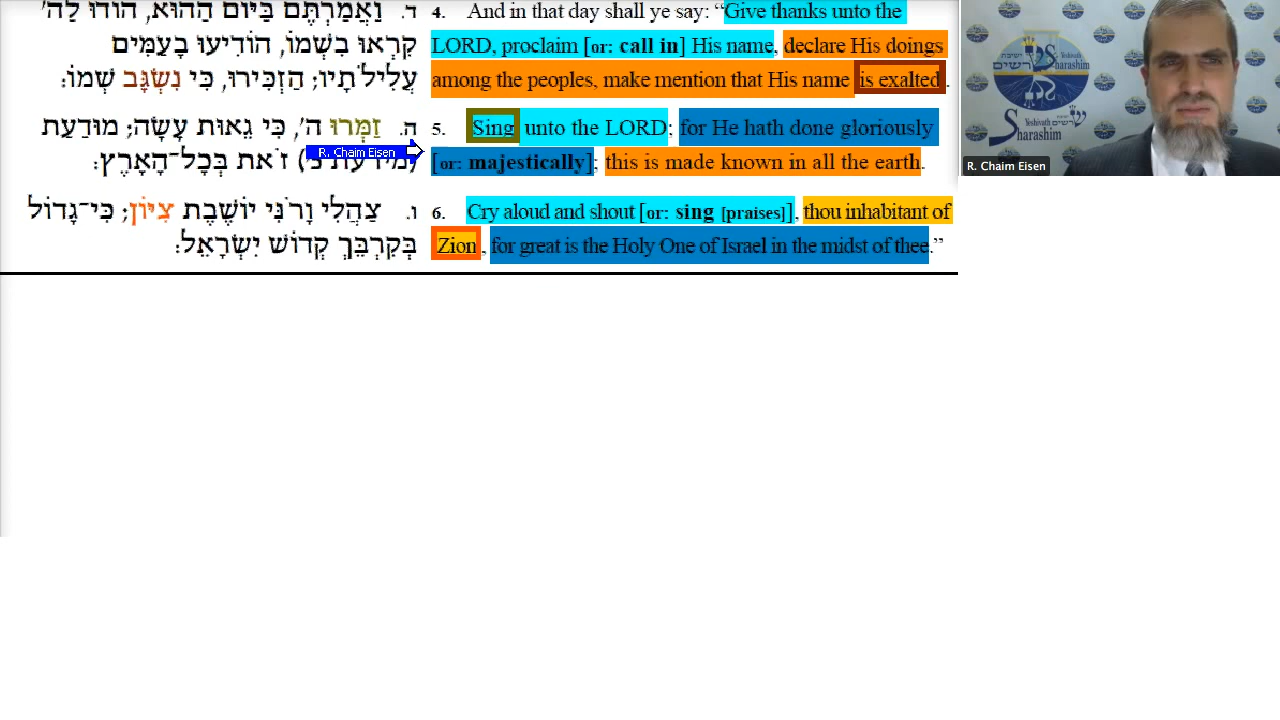 ד. וַאֲמַרְתֶּם בַּיּוֹם הַהוּא, הוֹדוּ לַה'
קִרְאוּ בִשְׁמוֹ, הוֹדִיעוּ בָעַמִּים
עֲלִילֹתָיו; הַזְכִּירוּ, כִּי נִשְׂגָּב שְׁמוֹ:
ה. זַמְּרוּ ה', כִּי גֵאוּת עָשָׂה; מוּדַעַת
זֹאת בְּכָל־הָאָרֶץ:
ו. צַהֲלִי וָרֹנִּי יוֹשֶׁבֶת צִיּוֹן; כִּי־גָדוֹל
בְּקִרְבֵּךְ קְדוֹשׁ יִשְׂרָאֵל:
4. And in that day shall ye say: “Give thanks unto the
LORD, proclaim [or: call in] His name, declare His doings
among the peoples, make mention that His name is exalted.
5. Sing unto the LORD; for He hath done gloriously
[or: majestically]; this is made known in all the earth.
6. Cry aloud and shout [or: sing [praises]], thou inhabitant of
Zion, for great is the Holy One of Israel in the midst of thee.”
R. Chaim Eisen
Yeshivath
Sharashim
R. Chaim Eisen